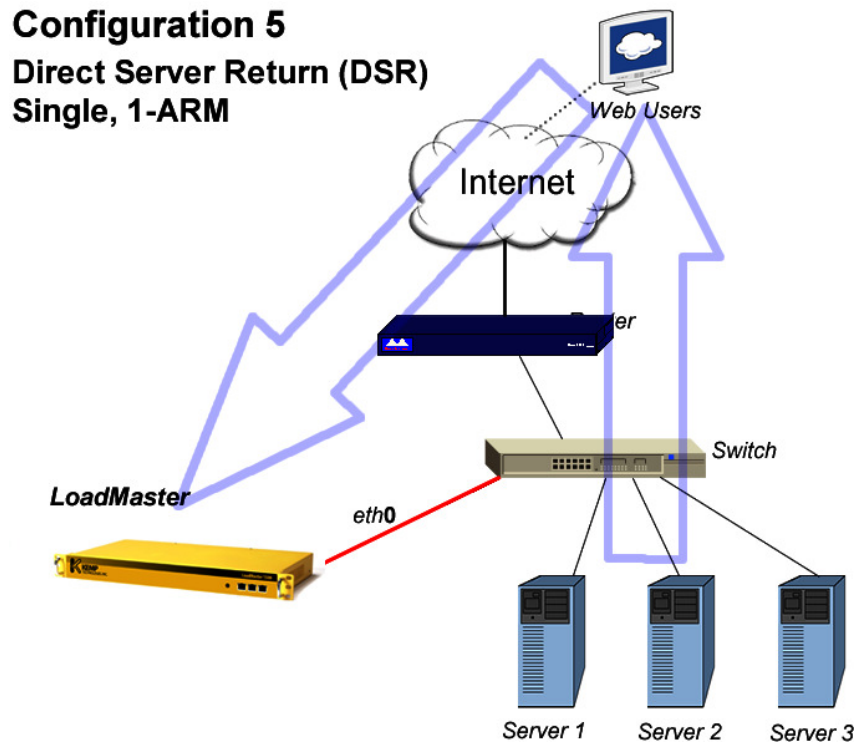 Configuration 5
Direct Server Return (DSR)
Single, 1-ARM
Web Users
Internet
Switch
LoadMaster
eth0
KEMP
Server 1
Server 2
Server 3